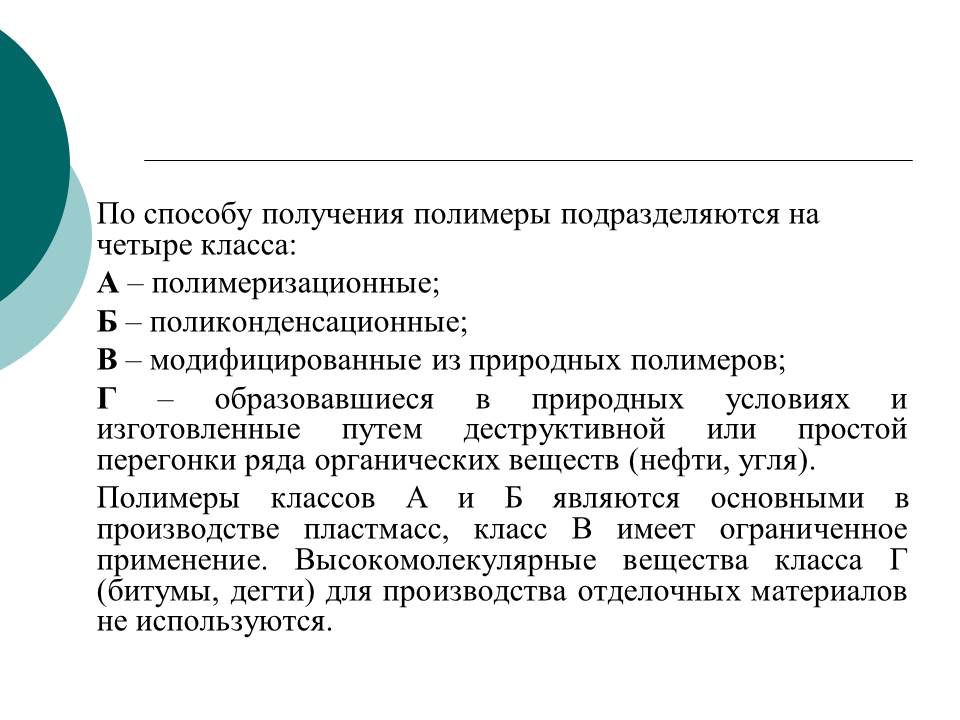 По способу получения полимеры подразделяются на
четыре класса:
А – полимеризационные;
Б – поликонденсационные;
В – модифицированные из природных полимеров;
Г – образовавшиеся в природных условиях и
изготовленные путем деструктивной или простой
перегонки ряда органических веществ (нефти, угля).
Полимеры классов А и Б являются основными в
производстве пластмасс, класс В имеет ограниченное
применение. Высокомолекулярные вещества класса Г
(битумы, дегти) для производства отделочных материалов
не используются.